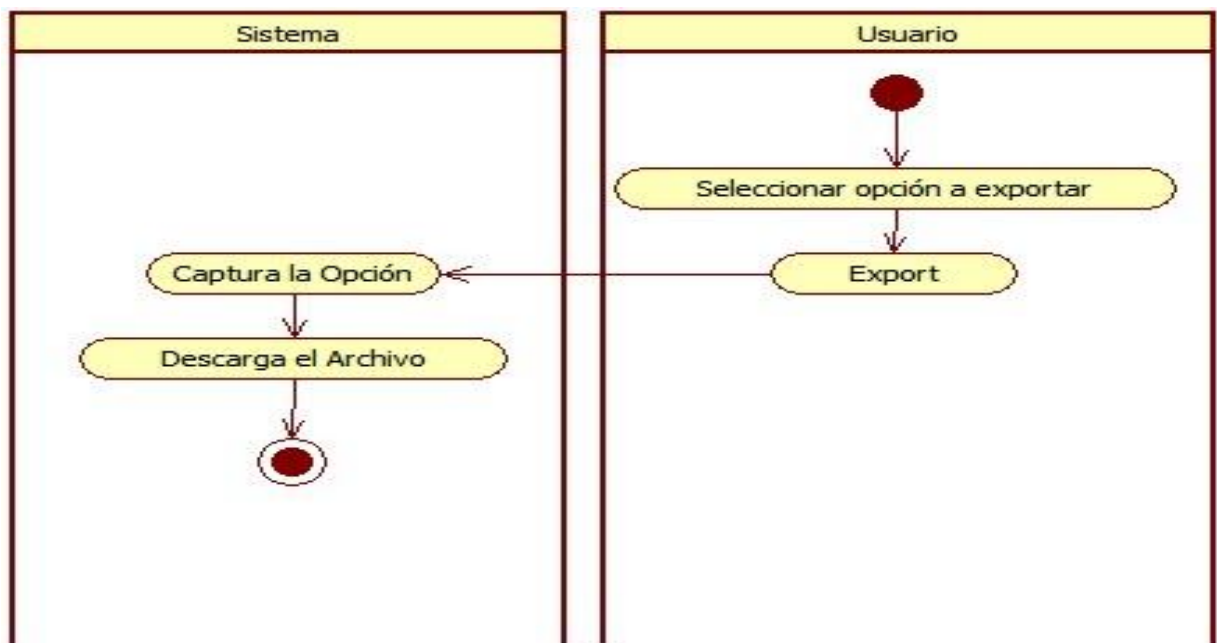 Sistema
Usuario
Seleccionar opción a exportar
Captura la Opción
Export
Descarga el Archivo